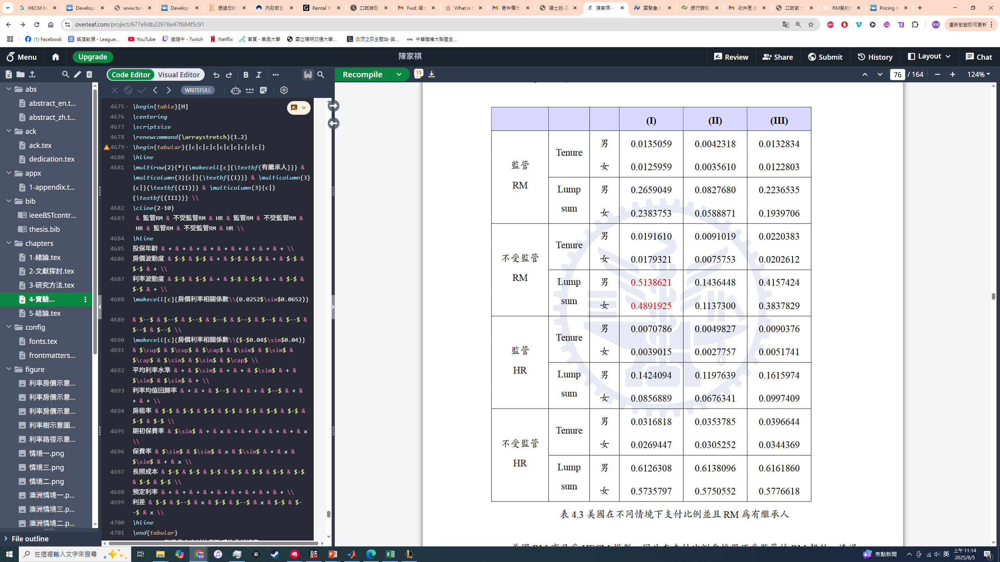 HECM ba
Developi
www.tan
Developi
透過您的
內政部全
Rental Yi
口試時間
Fwd: 碩士
What is E
寄件備份
碩士班-國
陳家祺 -
國發會人
銀行辦理
收件匣 (8
口試前：
RM契約
Pricing te
overleaf.com/project/677e9db22978e47f684f5c91
重新啟動即可更新
(1) Facebook
英雄数据 - League...
YouTube
追隨中 - Twitch
Netflix
首頁 - 東吳大學
國立陽明交通大學...
云顶之弈主题站-英...
中華職棒大聯盟全...
Menu
Upgrade
陳家祺
Review
Share
Submit
History
Layout
Chat
Code Editor
Visual Editor
Recompile
15
76 / 164
124%
WRITEFULL
abs
abstract_en.t...
abstract_zh.t...
ack
ack.tex
dedication.tex
appx
1-appendix.t...
bib
ieeeBSTcontr...
thesis.bib
chapters
1-緒論.tex
2-文獻探討.tex
3-研究方法.tex
4-實驗...
5-結論.tex
config
fonts.tex
frontmatters...
figure
利率房價示意...
利率房價示意...
利率房價示意...
利率樹示意圖...
利率路徑示意...
情境一.png
情境三.png
情境二.png
澳洲情境一.p...
澳洲情境三.p...
澳洲情境二.p...
File outline
4675 \begin{table}[H]
4676 \centering
4677 \scriptsize
4678 \renewcommand{\arraystretch}{1.2}
4679 \begin{tabular}{|c|c|c|c|c|c|c|c|c|c|}
4680 \hline
4681 \multirow{2}{*}{\makecell[c]{\textbf{有繼承人}}} &
\multicolumn{3}{c|}{\textbf{(I)}} & \multicolumn{3}
{c|}{\textbf{(II)}} & \multicolumn{3}{c|}
{\textbf{(III)}} \\
4682 \cline{2-10}
4683 & 監管RM & 不受監管RM & HR & 監管RM & 不受監管RM &
HR & 監管RM & 不受監管RM & HR \\
4684 \hline
4685 投保年齡 & + & + & + & + & + & + & + & + & + \\
4686 房價波動度 & $-$ & $-$ & + & $-$ & $-$ & + & $-$ &
$-$ & + \\
4687 利率波動度 & $-$ & $-$ & + & $-$ & $-$ & + & $-$ &
$-$ & + \\
4688 \makecell[c]{房價利率相關係數\\(0.0252$\sim$0.0652)}
4689 & $--$ & $--$ & $--$ & $--$ & $--$ & $--$ & $--$ &
$--$ & $--$ \\
4690 \makecell[c]{房價利率相關係數\\($-$0.04$\sim$0.04)}
4691 & $\cup$ & $\cup$ & $\cap$ & $\sim$ & $\sim$ &
$\cap$ & $\sim$ & $\sim$ & $\cap$ \\
4692 平均利率水準 & + & $\sim$ & + & + & $\sim$ & + &
$\sim$ & $\sim$ & + \\
4693 利率均值回歸率 & + & + & $--$ & + & + & $--$ & + &
+ & + \\
4694 房租率 & $-$ & $-$ & $-$ & $-$ & $-$ & $-$ & $-$ &
$-$ & $-$ \\
4695 期初保費率 & $\sim$ & + & x & + & + & x & + & + & x
\\
4696 保費率 & $\sim$ & $\sim$ & x & $\sim$ & + & x &
$\sim$ & + & x \\
4697 長照成本 & $-$ & $-$ & $-$ & $-$ & $-$ & $-$ & $-$
& $-$ & $-$ \\
4698 預定利率 & + & + & + & + & + & + & + & + & + \\
4699 利差 & $-$ & $--$ & x & $-$ & $--$ & x & $-$ & $-
-$ & x \\
4700 \hline
4701 \end{tabular}
(I) (II) (III)
監管 RM
Tenure 男 0.0135059 0.0042318 0.0132834
女 0.0125959 0.0035610 0.0122803
Lump sum 男 0.2659049 0.0827680 0.2236535
女 0.2383753 0.0588871 0.1939706
不受監管 RM
Tenure 男 0.0191610 0.0091019 0.0220383
女 0.0179321 0.0075753 0.0202612
Lump sum 男 0.5138621 0.1436448 0.4157424
女 0.4891925 0.1137300 0.3837829
監管 HR
Tenure 男 0.0070786 0.0049827 0.0090376
女 0.0039015 0.0027757 0.0051741
Lump sum 男 0.1424094 0.1197639 0.1615974
女 0.0856889 0.0676341 0.0997409
不受監管 HR
Tenure 男 0.0316818 0.0353785 0.0396644
女 0.0269447 0.0305252 0.0344369
Lump sum 男 0.6126308 0.6138096 0.6161860
女 0.5735797 0.5750552 0.5776618
表 4.3 美國在不同情境下支付比例並且 RM 為有繼承人
在這裡輸入文字來搜尋
焦點新聞
英
上午 11:14
2025/8/5